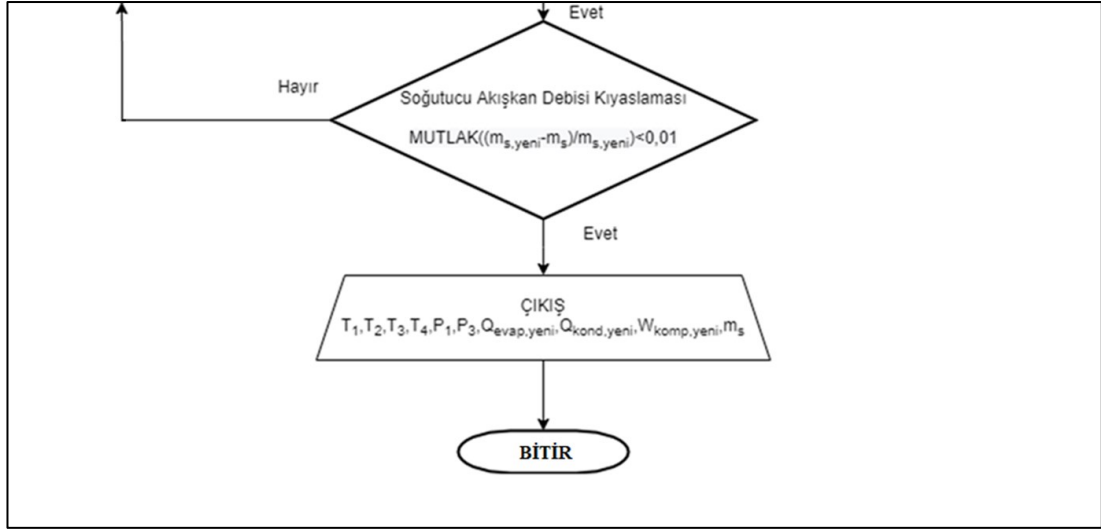 Evet
Hayır
Soğutucu Akışkan Debisi Kıyaslaması
MUTLAK((ms,yeni-ms)/ms,yeni)<0,01
Evet
ÇIKIŞ
T1,T2,T3,T4,P1,P3,Qevap,yeni,Qkond,yeni,Wkomp,yeni,ms
BİTİR